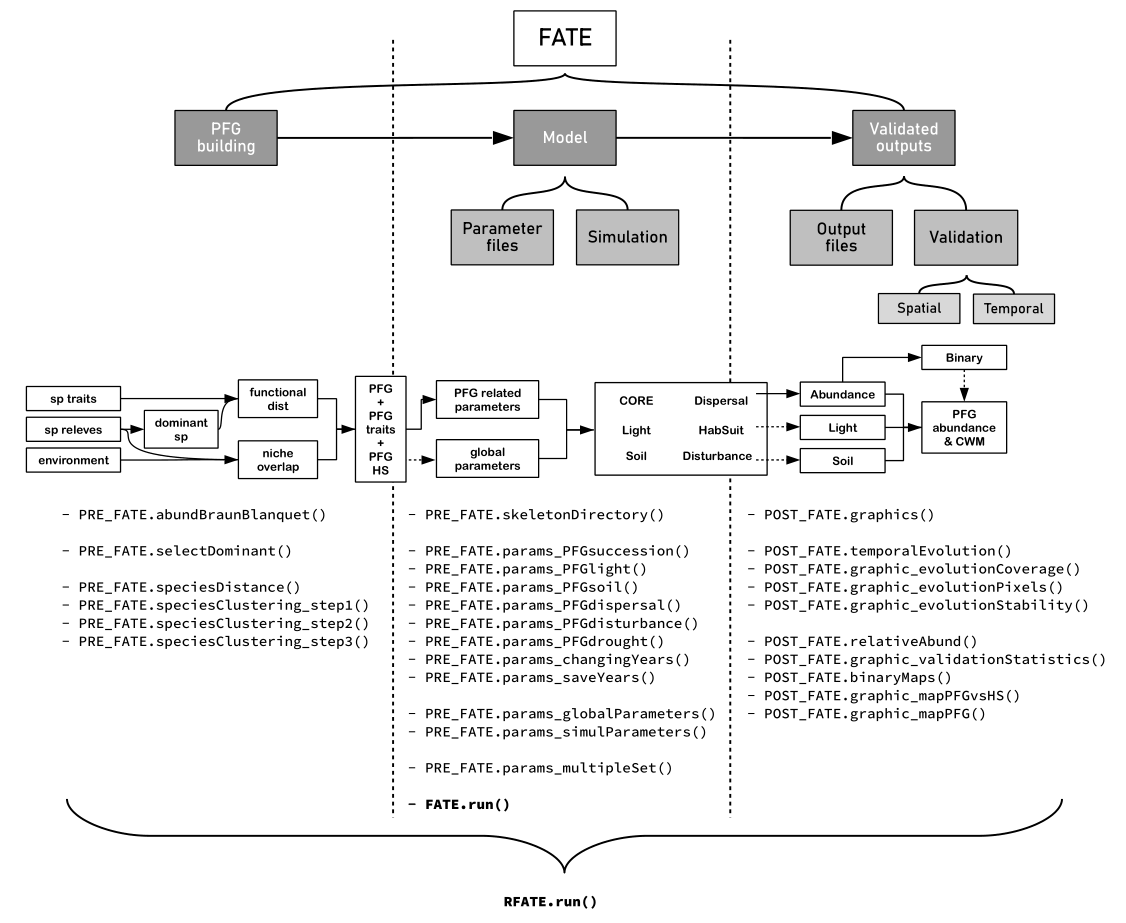 FATE
PFG
building
Model
Validated
outputs
Parameter
files
Simulation
Output
files
Validation
Spatial
Temporal
sp traits
sp releves
environment
dominant
sp
functional
dist
niche
overlap
PFG
+
PFG
traits
+
PFG
HS
PFG related
parameters
global
parameters
CORE
Dispersal
Light
HabSuit
Soil
Disturbance
Abundance
Light
Soil
Binary
PFG
abundance
& CWM
- PRE_FATE.abundBraunBlanquet()
- PRE_FATE.selectDominant()
- PRE_FATE.speciesDistance()
- PRE_FATE.speciesClustering_step1()
- PRE_FATE.speciesClustering_step2()
- PRE_FATE.speciesClustering_step3()
- PRE_FATE.skeletonDirectory()
- PRE_FATE.params_PFGsuccession()
- PRE_FATE.params_PFGlight()
- PRE_FATE.params_PFGsoil()
- PRE_FATE.params_PFGdispersal()
- PRE_FATE.params_PFGdisturbance()
- PRE_FATE.params_PFGdrought()
- PRE_FATE.params_changingYears()
- PRE_FATE.params_saveYears()
- PRE_FATE.params_globalParameters()
- PRE_FATE.params_simulParameters()
- PRE_FATE.params_multipleSet()
- FATE.run()
- POST_FATE.graphics()
- POST_FATE.temporalEvolution()
- POST_FATE.graphic_evolutionCoverage()
- POST_FATE.graphic_evolutionPixels()
- POST_FATE.graphic_evolutionStability()
- POST_FATE.relativeAbund()
- POST_FATE.graphic_validationStatistics()
- POST_FATE.binaryMaps()
- POST_FATE.graphic_mapPFGvsHS()
- POST_FATE.graphic_mapPFG()
RFATE.run()